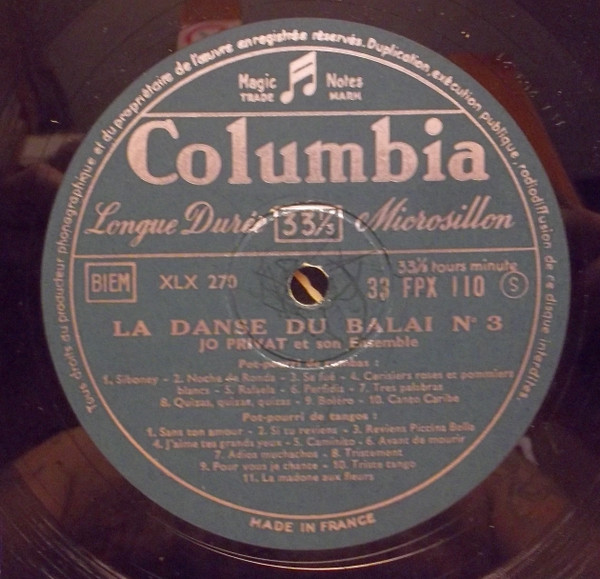 Tous droits du producteur phonographique et du propriétaire de l'œuvre enregistrée réservés. Duplication, exécution publique, radiodiffusion de ce disque interdites.
Magic Notes
TRADE MARK
Columbia
Longue Durée 33⅓ Microsillon
33⅓ tours minute
BIEM XLX 270 33 FPX 110 S
LA DANSE DU BALAI N° 3
JO PRIVAT et son Ensemble
Pot-pourri de rumbas :
1. Siboney - 2. Noche de Ronda - 3. Se fué - 4. Cerisiers roses et pommiers
blancs - 5. - 6. Perfidia - 7. Tres palabras
8. Quizas, quizas, quizas - 9. Boléro - 10. Canto Caribe
Pot-pourri de tangos :
1. Sans ton amour - 2. Si tu reviens - 3. Reviens Piccina Bella
4. J'aime tes grands yeux - 5. Caminito - 6. Avant de mourir
7. Adios muchachos - 8. Tristament
9. Pour vous je chante - 10. Triste tango
11. La madone aux fleurs
MADE IN FRANCE